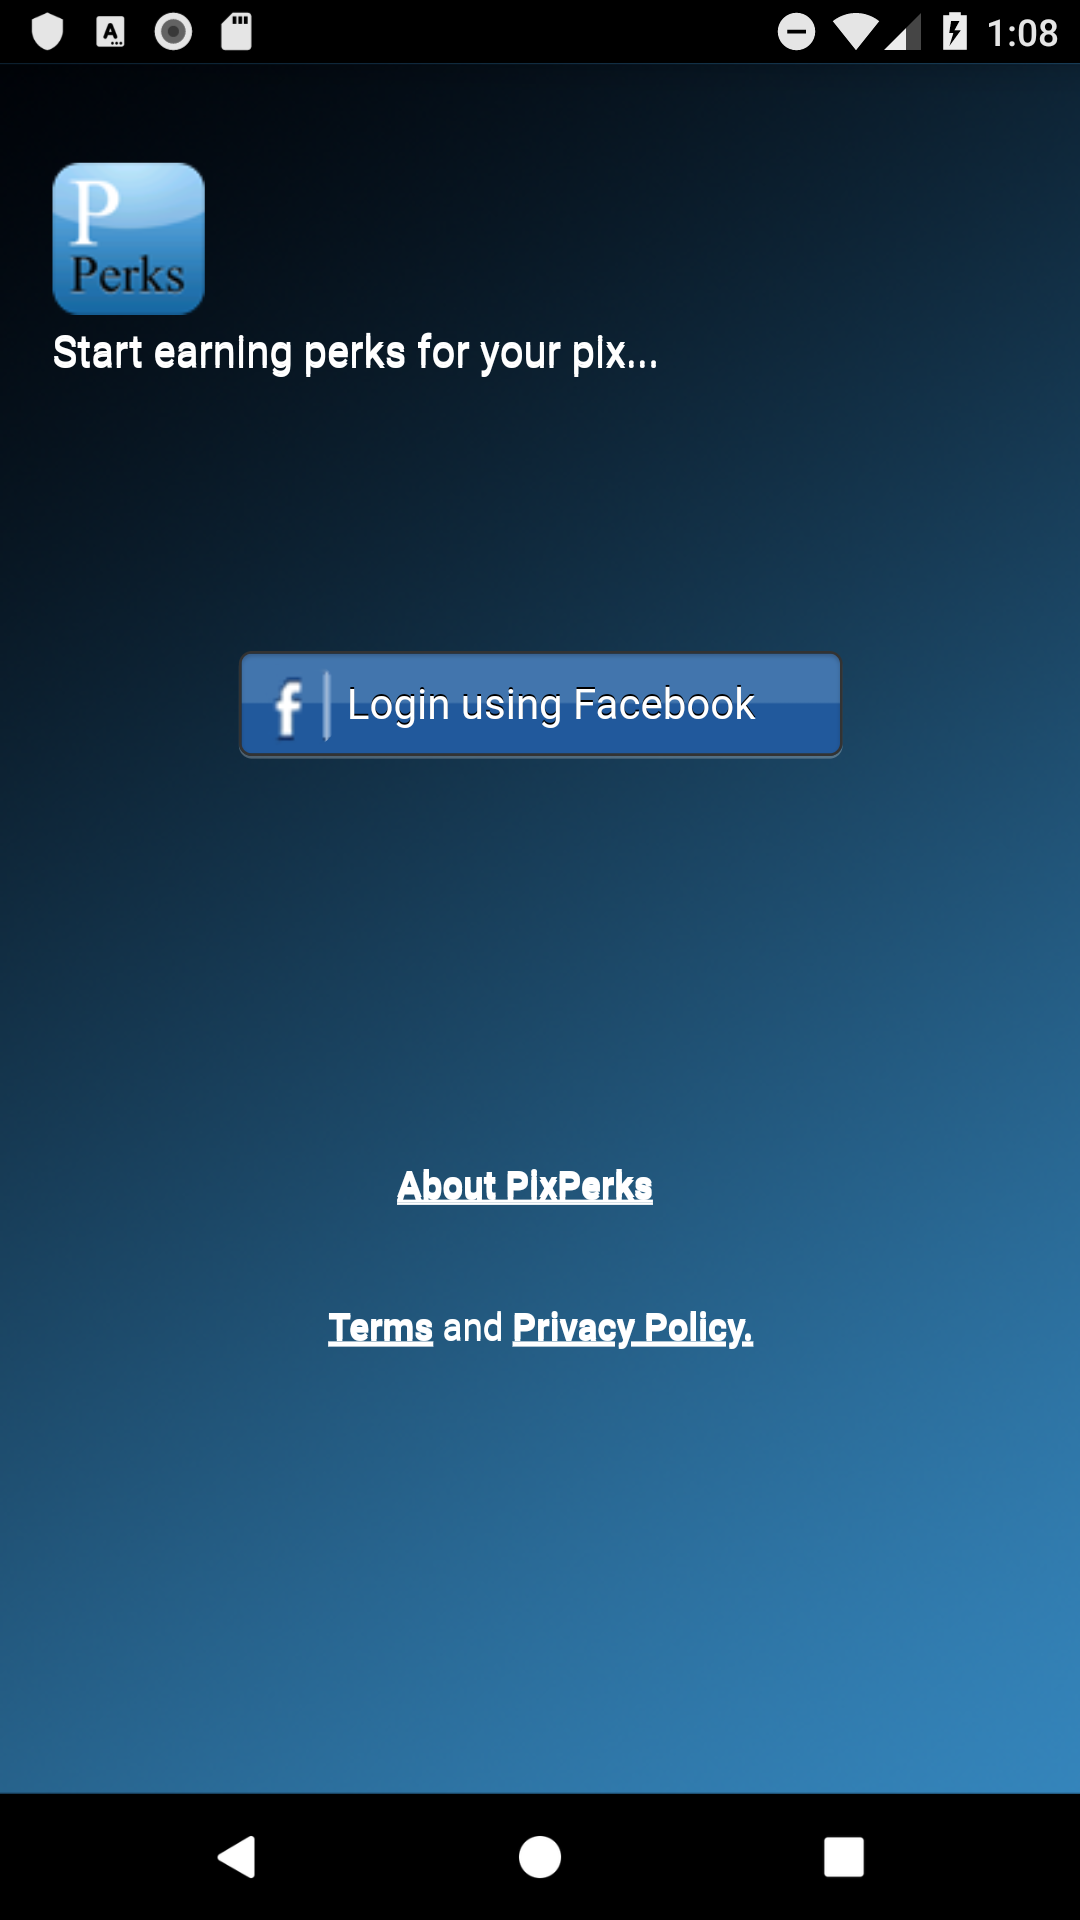 1:08
P
Perks
Start earning perks for your pix...
f Login using Facebook
About PixPerks
Terms and Privacy Policy.